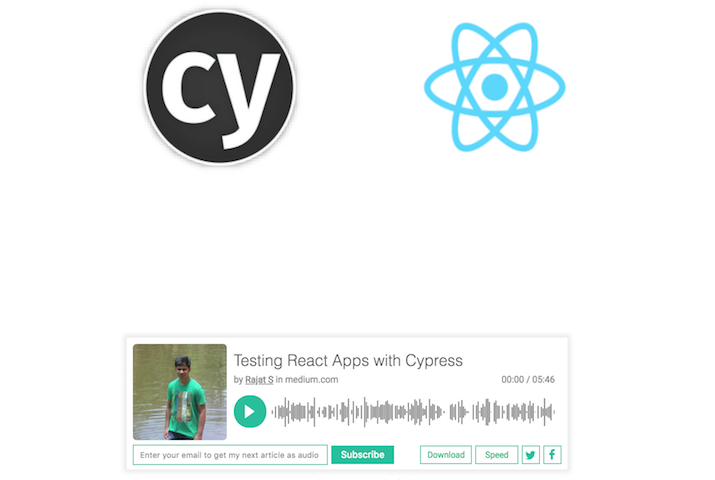 cy
Testing React Apps with Cypress
by Rajat S in medium.com
00:00 / 05:46
Enter your email to get my next article as audio
Subscribe
Download
Speed